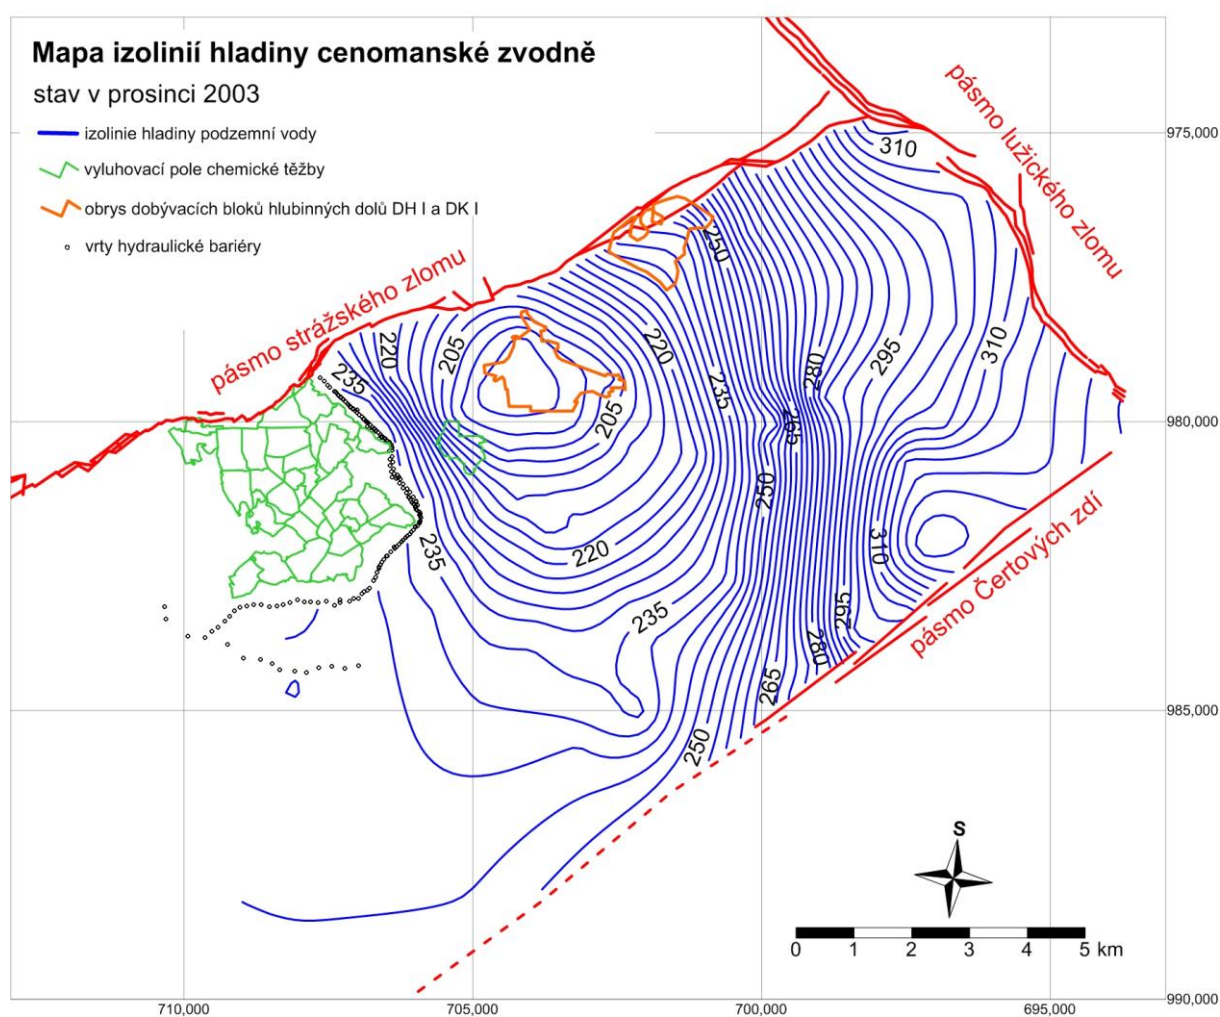 Mapa izolinií hladiny cenomanské zvodně
stav v prosinci 2003
izolinie hladiny podzemní vody
vyluhovací pole chemické těžby
obrys dobývacích bloků hlubinných dolů DH I a DK I
vrty hydraulické bariéry
pásmo lužického zlomu
975,000
310
250
pásmo strážského zlomu
220
205
235
220
235
280
295
310
205
265
980,000
250
235
220
310
pásmo Čertových zdí
235
295
280
265
985,000
250
S
0 1 2 3 4 5 km
990,000
710,000 705,000 700,000 695,000